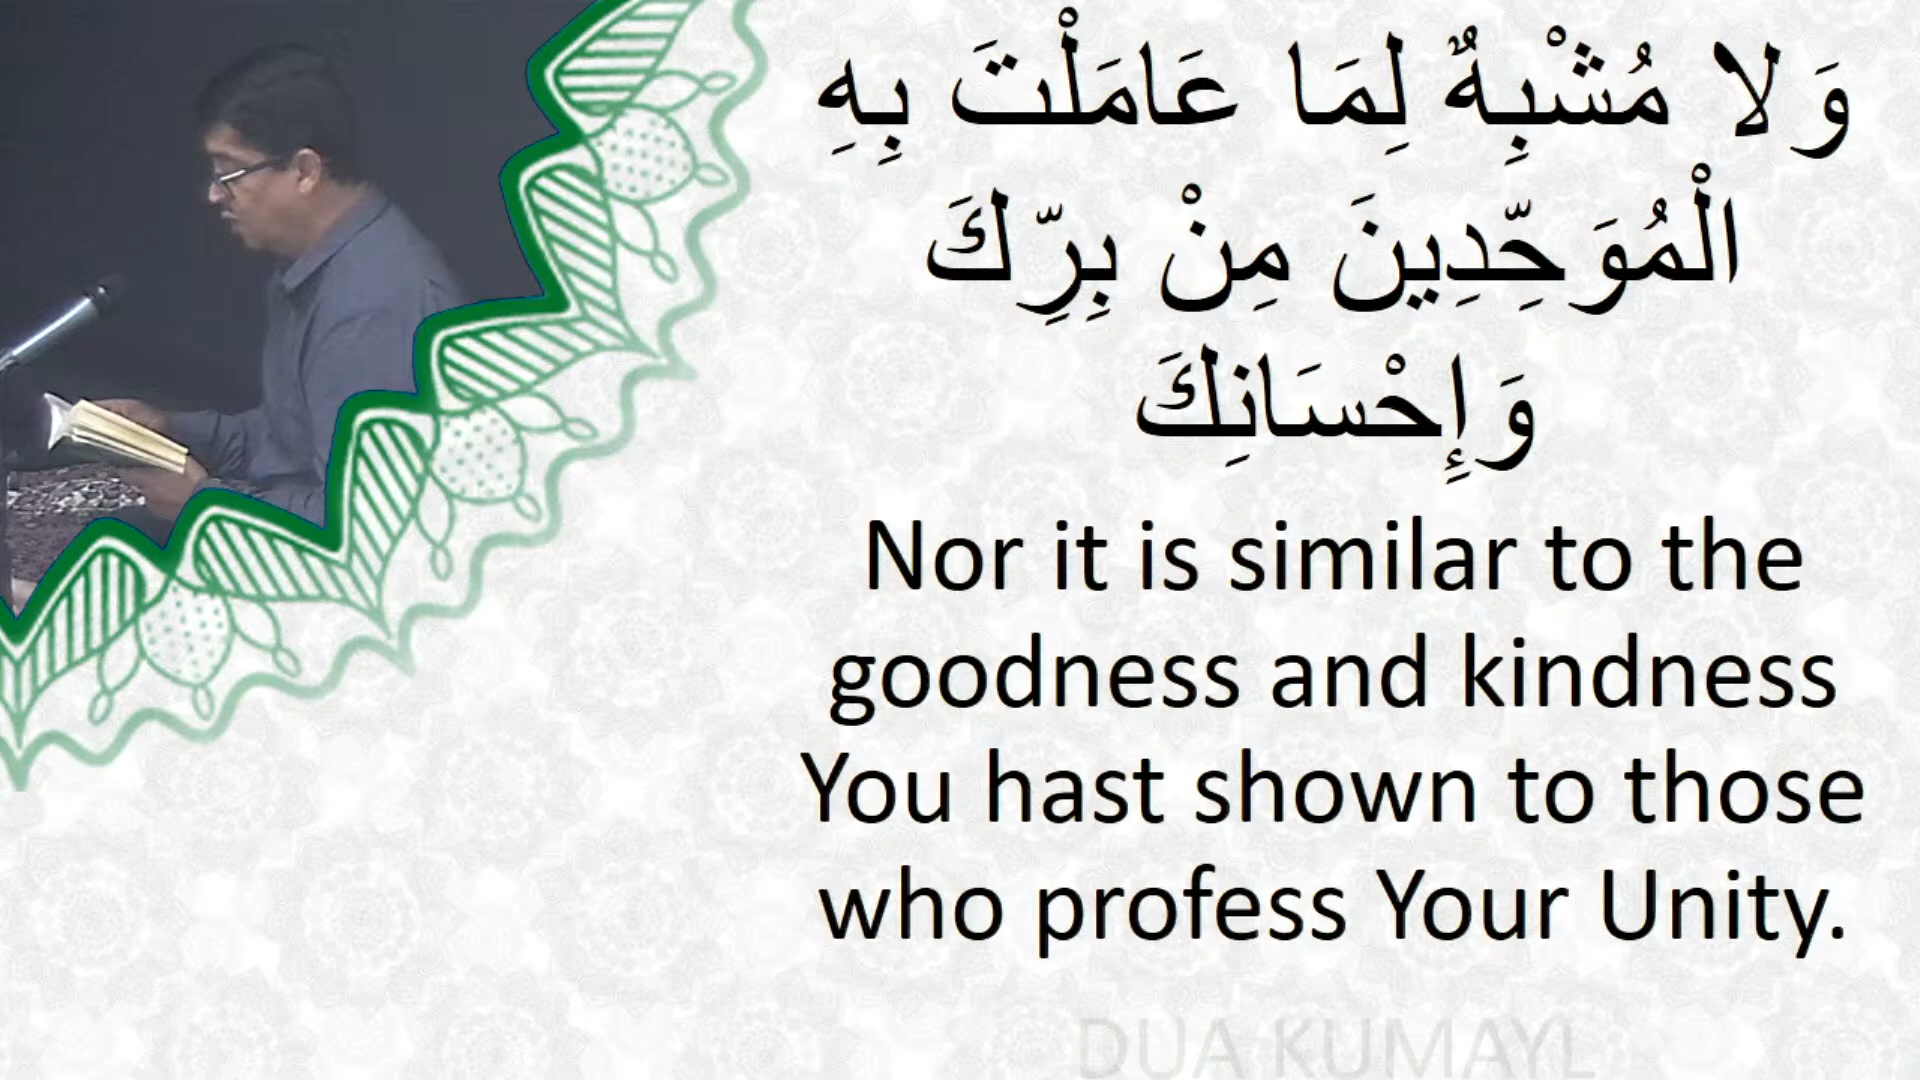 وَلا مُشْبِهٌ لِمَا عَامَلْتَ بِهِ
الْمُوَحِّدِينَ مِنْ بِرِّكَ
وَإِحْسَانِكَ
Nor it is similar to the
goodness and kindness
You hast shown to those
who profess Your Unity.
DUA KUMAYL